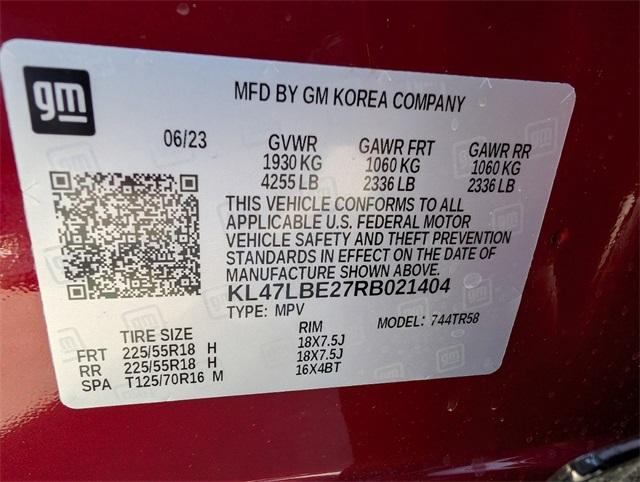 gm
MFD BY GM KOREA COMPANY
06/23 GVWR GAWR FRT GAWR RR
1930 KG 1060 KG 1060 KG
4255 LB 2336 LB 2336 LB
THIS VEHICLE CONFORMS TO ALL
APPLICABLE U.S. FEDERAL MOTOR
VEHICLE SAFETY AND THEFT PREVENTION
STANDARDS IN EFFECT ON THE DATE OF
MANUFACTURE SHOWN ABOVE.
KL47LBE27RB021404
TYPE: MPV MODEL: 744TR58
TIRE SIZE RIM
FRT 225/55R18 H 18X7.5J
RR 225/55R18 H 18X7.5J
SPA T125/70R16 M 16X4BT